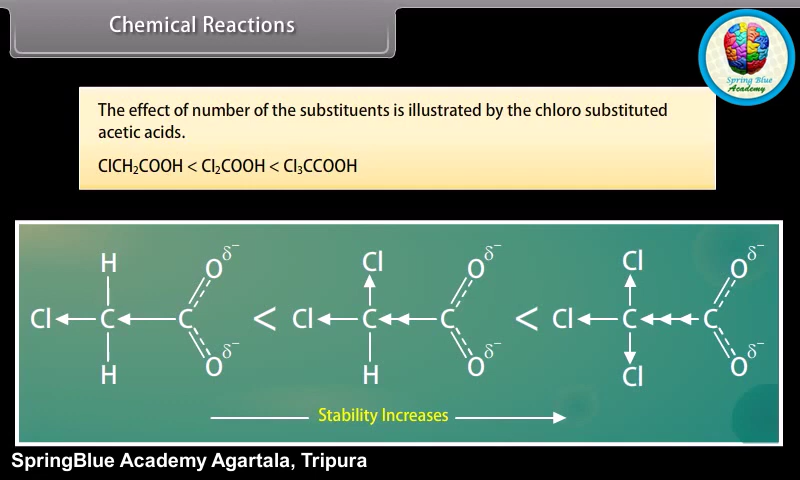 Chemical Reactions
Spring Blue
Academy
The effect of number of the substituents is illustrated by the chloro substituted
acetic acids.
ClCH₂COOH < Cl₂COOH < Cl₃CCOOH
H Cl Cl
O δ⁻ O δ⁻ O δ⁻
Cl C C < Cl C C < Cl C C
O δ⁻ O δ⁻ O δ⁻
H H Cl
Stability Increases
SpringBlue Academy Agartala, Tripura